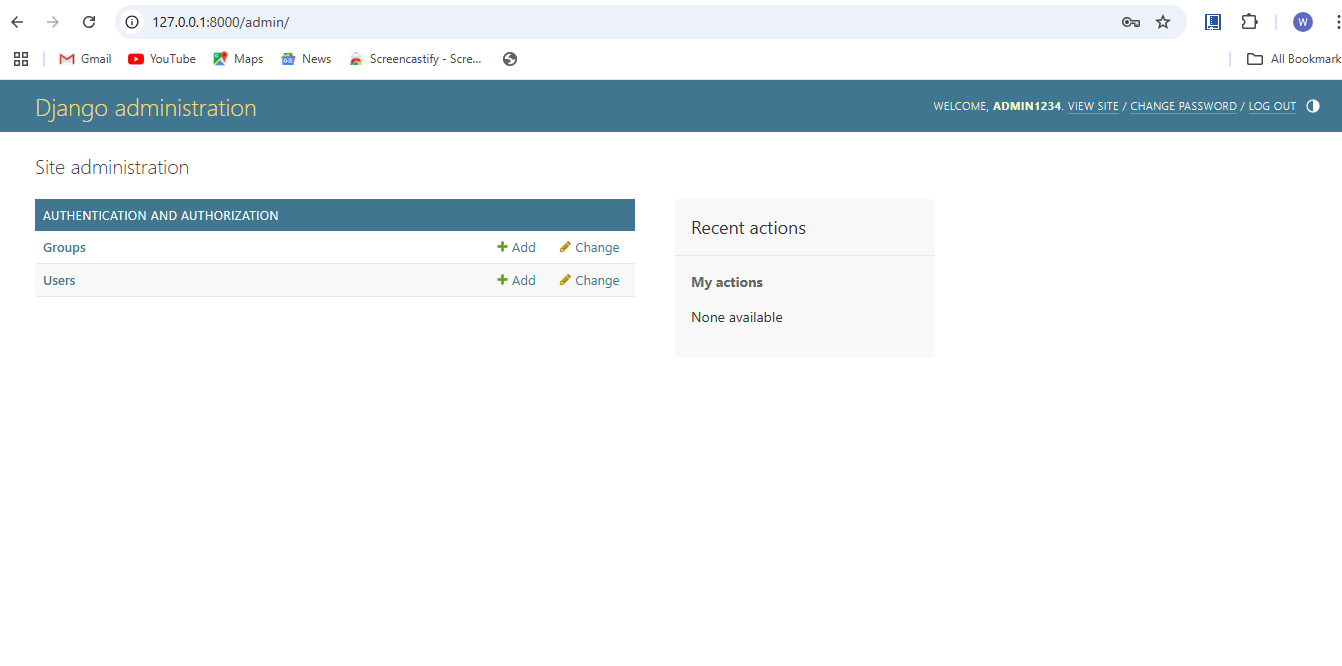 127.0.0.1:8000/admin/
W
Gmail YouTube Maps News Screencastify - Scre... All Bookmark
Django administration
WELCOME, ADMIN1234. VIEW SITE / CHANGE PASSWORD / LOG OUT
Site administration
AUTHENTICATION AND AUTHORIZATION
Groups Add Change
Users Add Change
Recent actions
My actions
None available